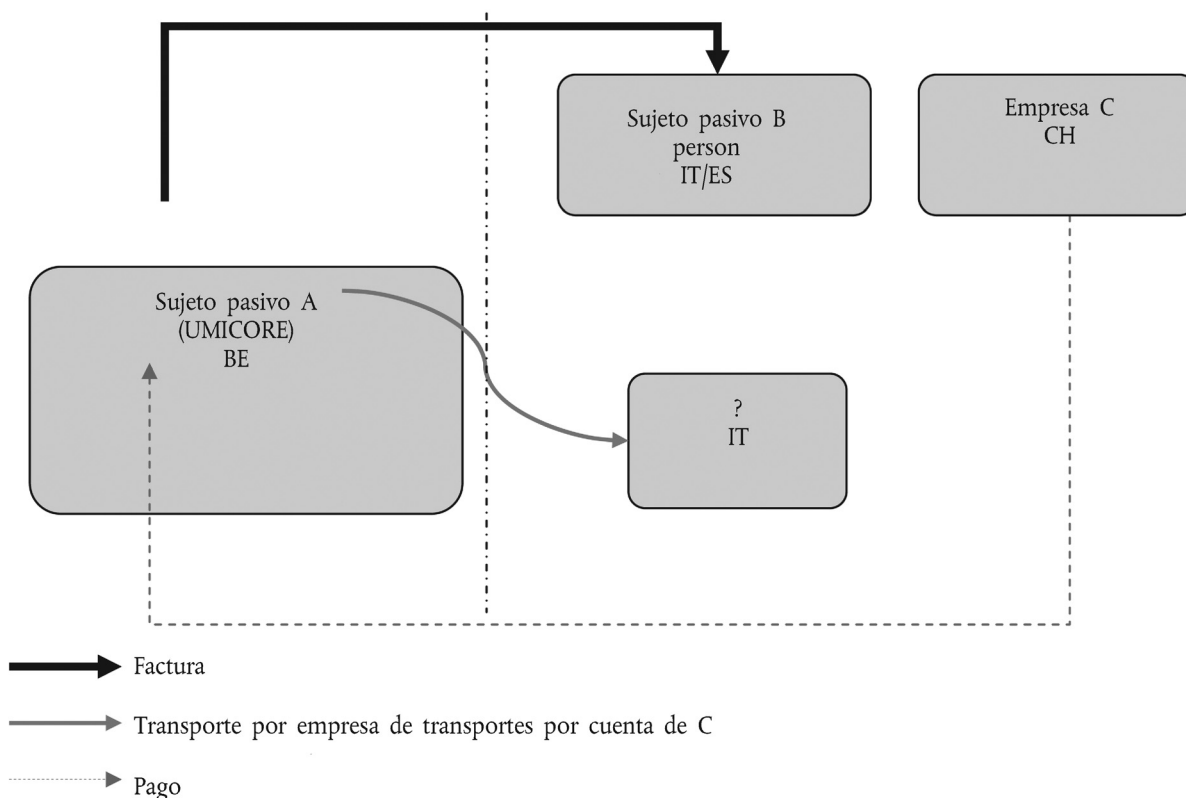 Sujeto pasivo B
person
IT/ES
Empresa C
CH
Sujeto pasivo A
(UMICORE)
BE
?
IT
Factura
Transporte por empresa de transportes por cuenta de C
Pago